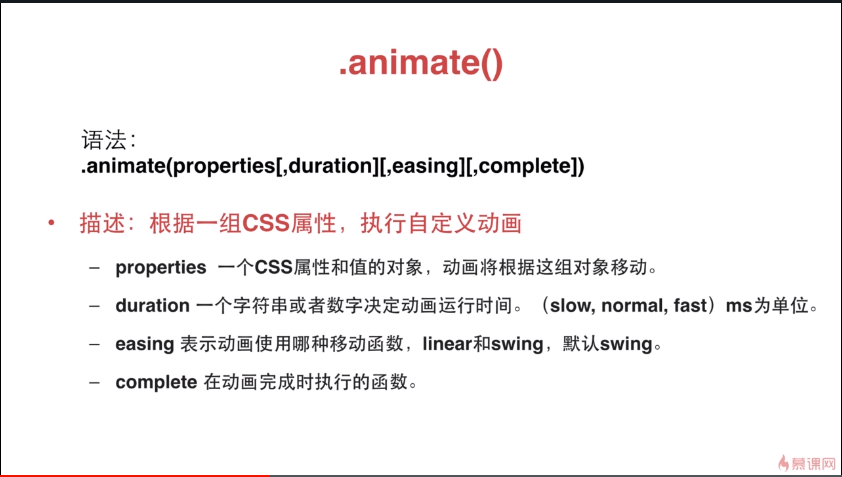 .animate()
语法：
.animate(properties[,duration][,easing][,complete])
• 描述：根据一组CSS属性，执行自定义动画
– properties 一个CSS属性和值的对象，动画将根据这组对象移动。
– duration 一个字符串或者数字决定动画运行时间。（slow, normal, fast）ms为单位。
– easing 表示动画使用哪种移动函数，linear和swing，默认swing。
– complete 在动画完成时执行的函数。
慕课网